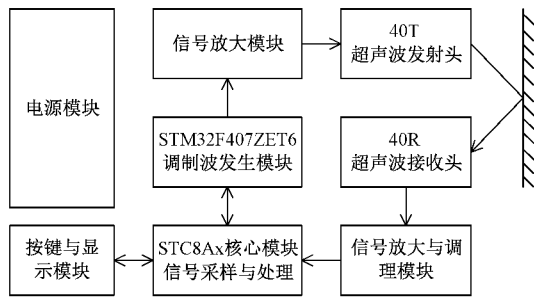 信号放大模块
40T
超声波发射头
电源模块
STM32F407ZET6
调制波发生模块
40R
超声波接收头
按键与显
示模块
STC8Ax核心模块
信号采样与处理
信号放大与调
理模块